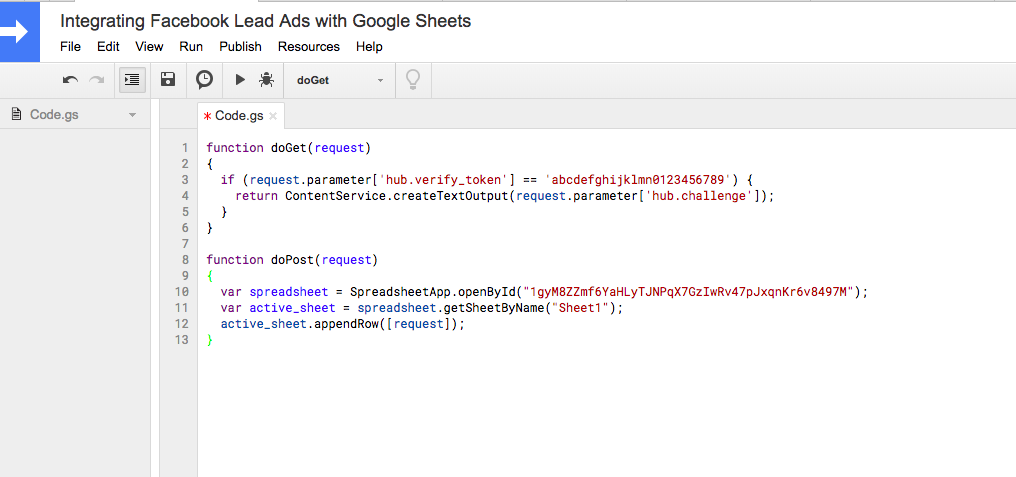 Integrating Facebook Lead Ads with Google Sheets
File Edit View Run Publish Resources Help
doGet
Code.gs
* Code.gs ×
1 function doGet(request)
2 {
3   if (request.parameter['hub.verify_token'] == 'abcdefghijklmn0123456789') {
4     return ContentService.createTextOutput(request.parameter['hub.challenge']);
5   }
6 }
7
8 function doPost(request)
9 {
10   var spreadsheet = SpreadsheetApp.openById("1gyM8ZZmf6YaHLyTJNPqX7GzIwRv47pJxqnKr6v8497M");
11   var active_sheet = spreadsheet.getSheetByName("Sheet1");
12   active_sheet.appendRow([request]);
13 }